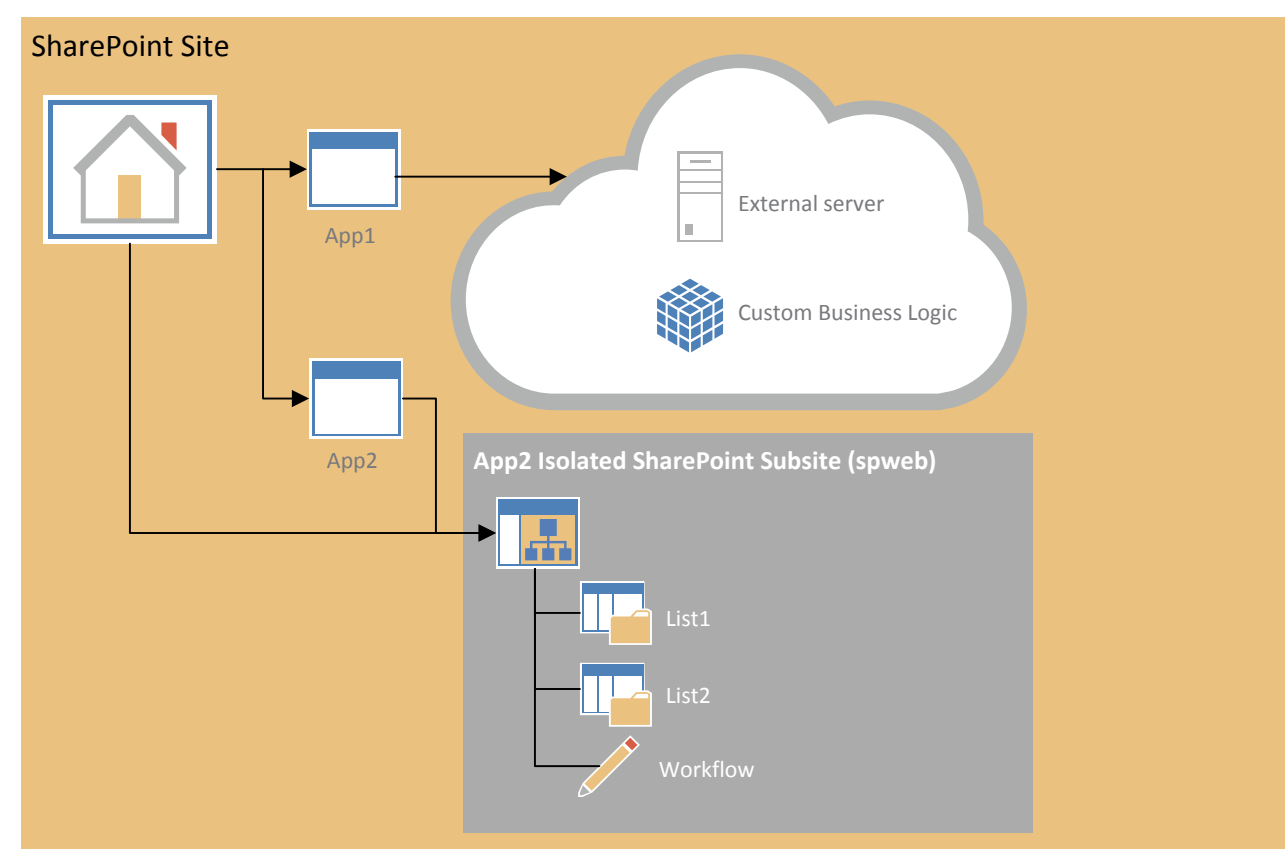 SharePoint Site
App1
External server
Custom Business Logic
App2
App2 Isolated SharePoint Subsite (spweb)
List1
List2
Workflow